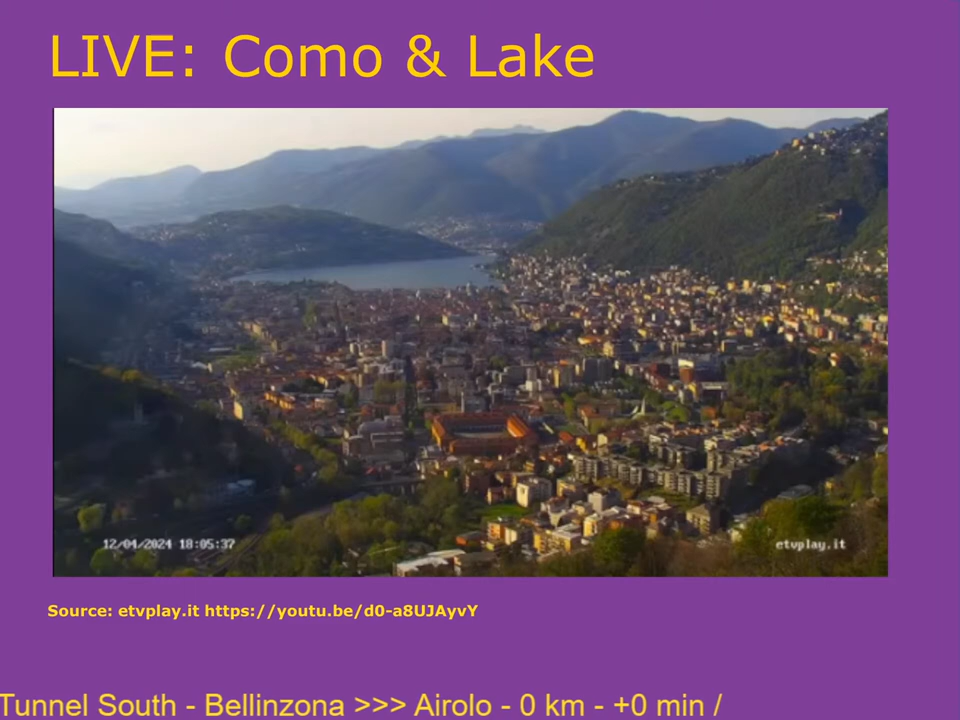 LIVE: Como & Lake
12/04/2024 18:05:37
etvplay.it
Source: etvplay.it https://youtu.be/d0-a8UJAyvY
Tunnel South - Bellinzona >>> Airolo - 0 km - +0 min /